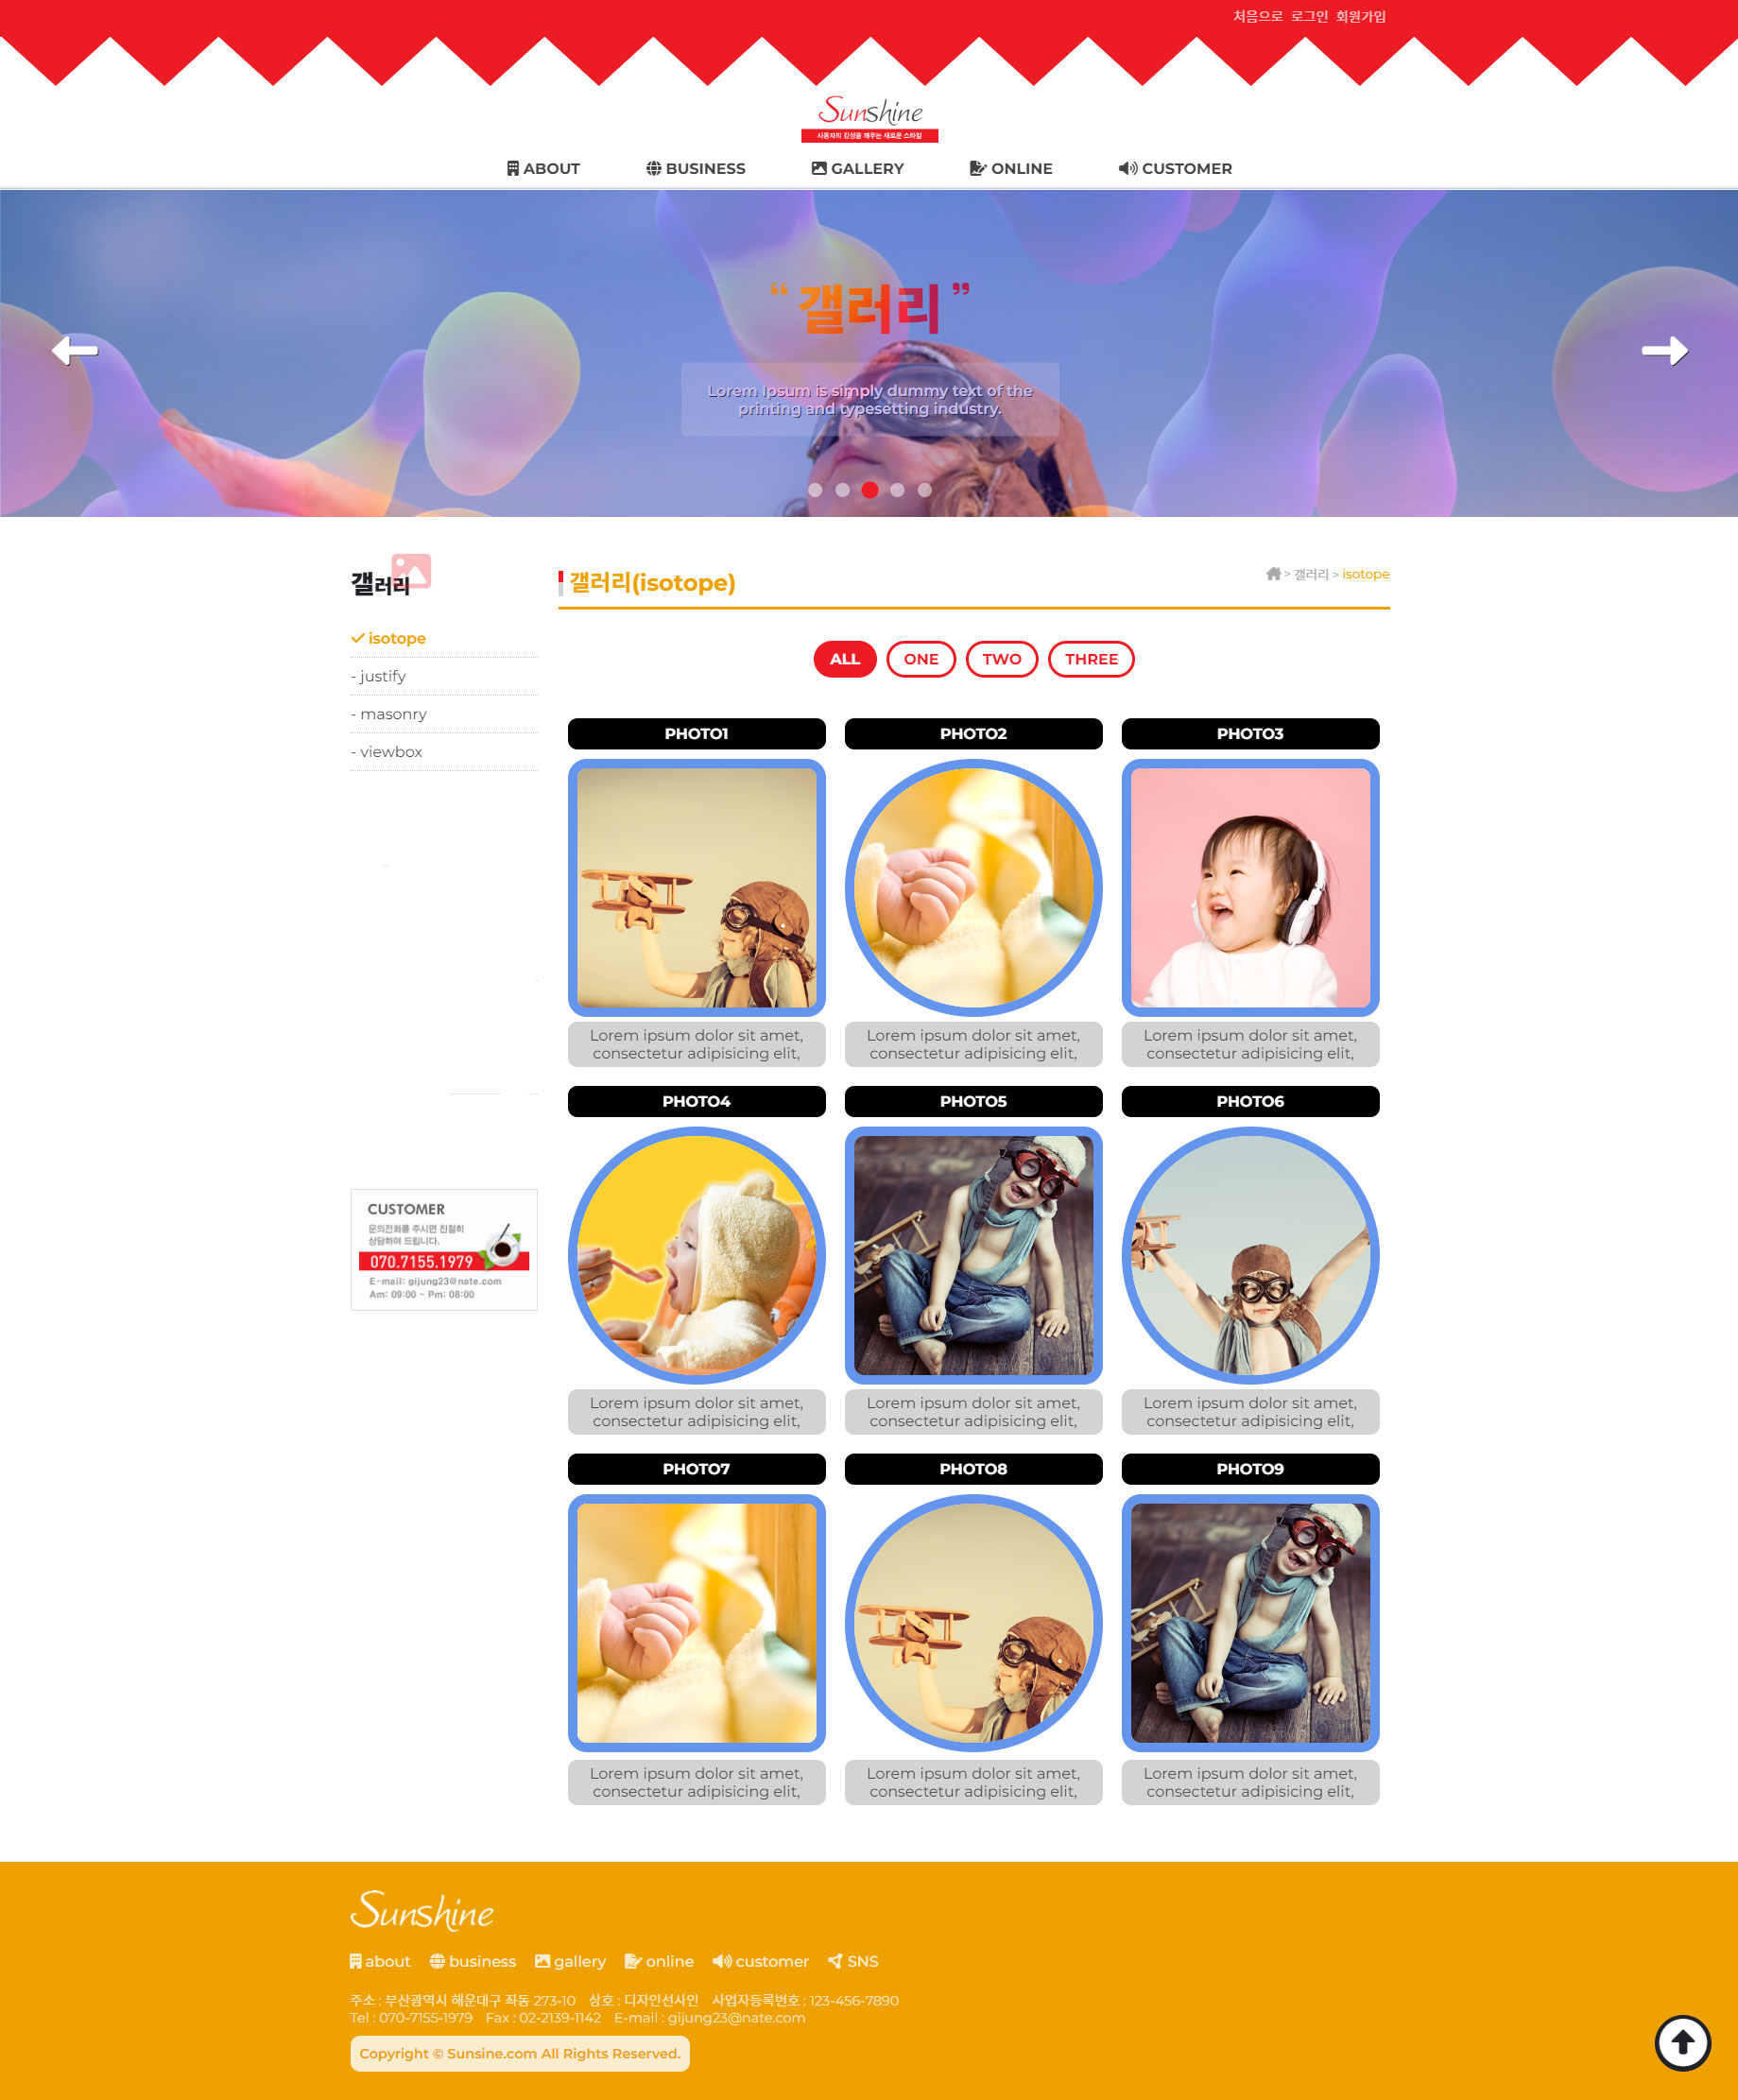 처음으로 로그인 회원가입
Sunshine
사용자의 감성을 깨우는 새로운 스타일
ABOUT BUSINESS GALLERY ONLINE CUSTOMER
“ 갤러리 ”
Lorem Ipsum is simply dummy text of the
printing and typesetting industry.
갤러리
갤러리(isotope)
> 갤러리 > isotope
isotope
- justify
- masonry
- viewbox
ALL ONE TWO THREE
PHOTO1 PHOTO2 PHOTO3
Lorem ipsum dolor sit amet, Lorem ipsum dolor sit amet, Lorem ipsum dolor sit amet,
consectetur adipisicing elit, consectetur adipisicing elit, consectetur adipisicing elit,
PHOTO4 PHOTO5 PHOTO6
CUSTOMER
문의전화를 주시면 친절히
상담하여 드립니다.
070.7155.1979
E-mail: gijung23@nate.com
Am: 09:00 ~ Pm: 08:00
Lorem ipsum dolor sit amet, Lorem ipsum dolor sit amet, Lorem ipsum dolor sit amet,
consectetur adipisicing elit, consectetur adipisicing elit, consectetur adipisicing elit,
PHOTO7 PHOTO8 PHOTO9
Lorem ipsum dolor sit amet, Lorem ipsum dolor sit amet, Lorem ipsum dolor sit amet,
consectetur adipisicing elit, consectetur adipisicing elit, consectetur adipisicing elit,
Sunshine
about business gallery online customer SNS
주소 : 부산광역시 해운대구 좌동 273-10 상호 : 디자인선사인 사업자등록번호 : 123-456-7890
Tel : 070-7155-1979 Fax : 02-2139-1142 E-mail : gijung23@nate.com
Copyright © Sunsine.com All Rights Reserved.